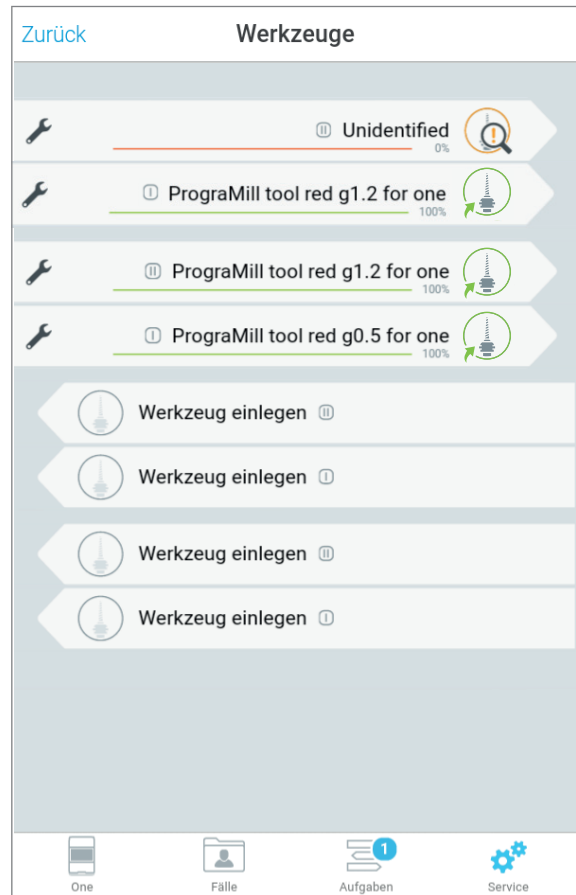 Zurück Werkzeuge
II Unidentified
0%
I PrograMill tool red g1.2 for one
100%
II PrograMill tool red g1.2 for one
100%
I PrograMill tool red g0.5 for one
100%
Werkzeug einlegen II
Werkzeug einlegen I
Werkzeug einlegen II
Werkzeug einlegen I
1
One Fälle Aufgaben Service